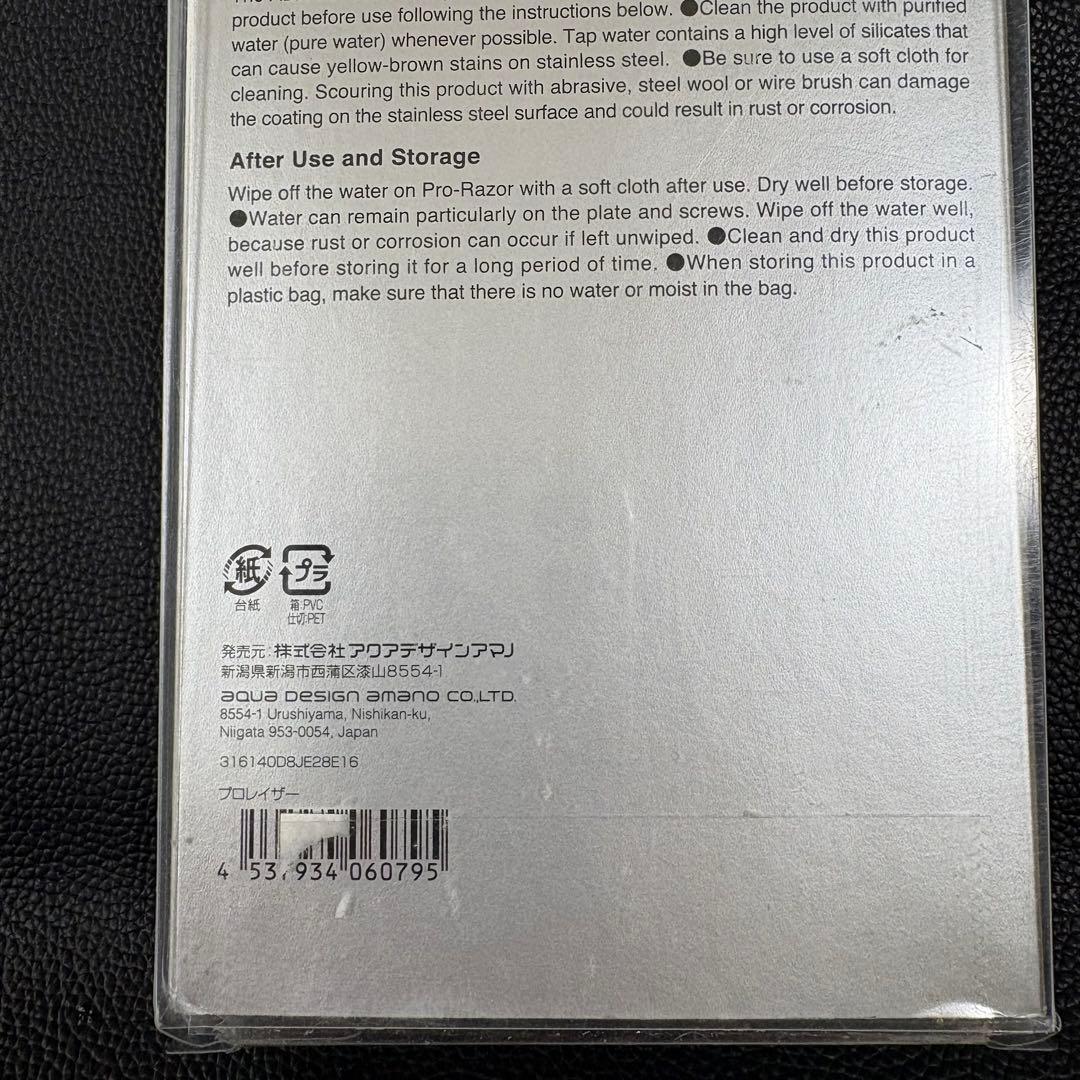 product before use following the instructions below. ●Clean the product with purified
water (pure water) whenever possible. Tap water contains a high level of silicates that
can cause yellow-brown stains on stainless steel. ●Be sure to use a soft cloth for
cleaning. Scouring this product with abrasive, steel wool or wire brush can damage
the coating on the stainless steel surface and could result in rust or corrosion.
After Use and Storage
Wipe off the water on Pro-Razor with a soft cloth after use. Dry well before storage.
●Water can remain particularly on the plate and screws. Wipe off the water well,
because rust or corrosion can occur if left unwiped. ●Clean and dry this product
well before storing it for a long period of time. ●When storing this product in a
plastic bag, make sure that there is no water or moist in the bag.
紙 プラ
台紙 箱:PVC
仕切:PET
発売元:株式会社アクアデザインアマノ
新潟県新潟市西蒲区漆山8554-1
aqua Design amano CO.,LTD.
8554-1 Urushiyama, Nishikan-ku,
Niigata 953-0054, Japan
316140D8JE28E16
プロレイザー
4 53 934 060795